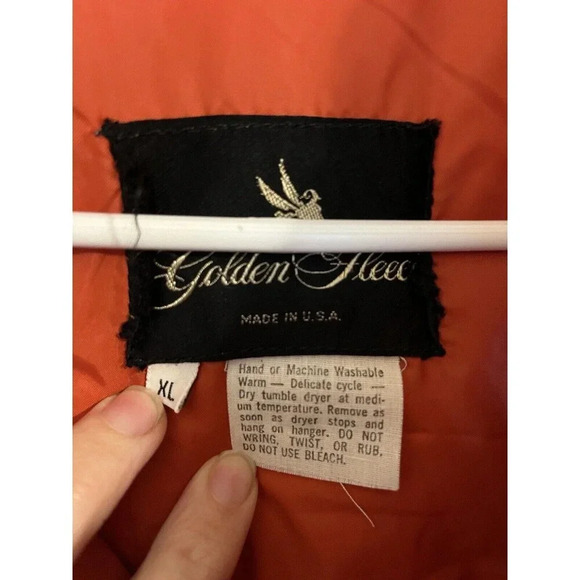 Golden Fleece
MADE IN U.S.A.
XL
Hand or Machine Washable
Warm — Delicate cycle —
Dry tumble dryer at medi-
um temperature. Remove as
soon as dryer stops and
hang on hanger. DO NOT
WRING, TWIST, OR RUB.
DO NOT USE BLEACH.